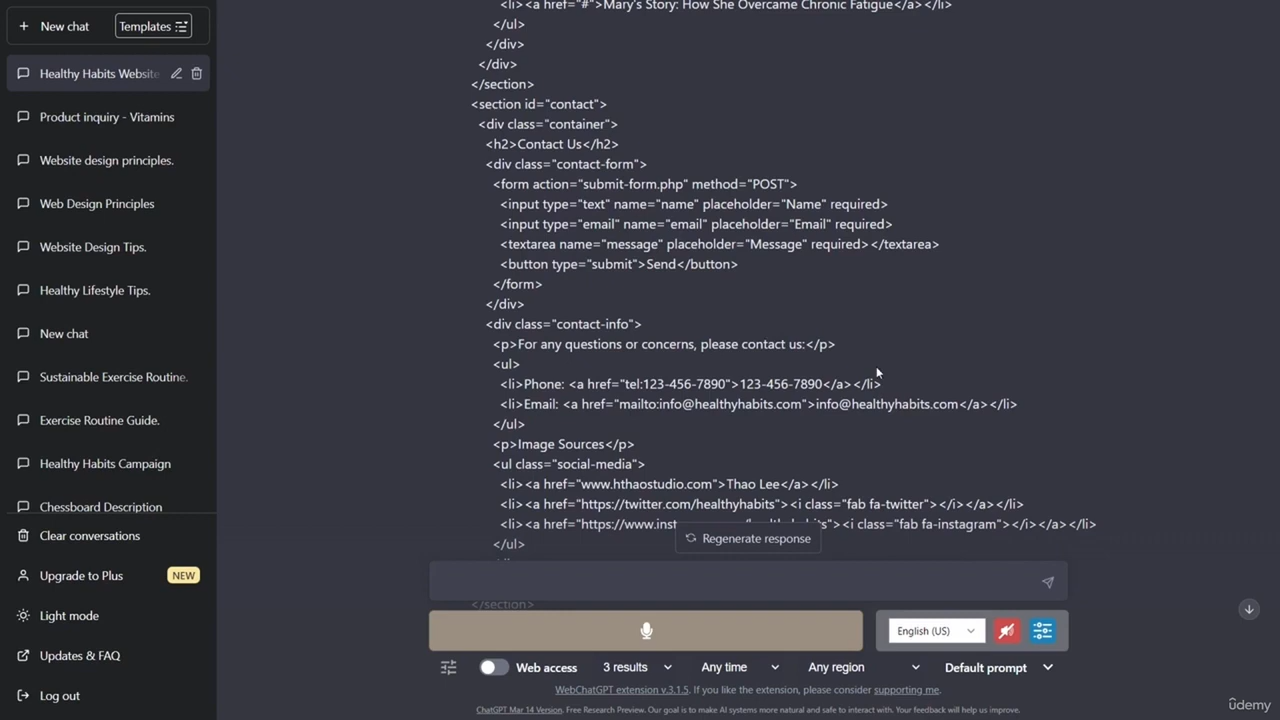 New chat
Templates
Healthy Habits Website
Product inquiry - Vitamins
Website design principles.
Web Design Principles
Website Design Tips.
Healthy Lifestyle Tips.
New chat
Sustainable Exercise Routine.
Exercise Routine Guide.
Healthy Habits Campaign
Chessboard Description
Clear conversations
Upgrade to Plus NEW
Light mode
Updates & FAQ
Log out
<li><a href="#">Mary's Story: How She Overcame Chronic Fatigue</a></li>
</ul>
</div>
</div>
</section>
<section id="contact">
<div class="container">
<h2>Contact Us</h2>
<div class="contact-form">
<form action="submit-form.php" method="POST">
<input type="text" name="name" placeholder="Name" required>
<input type="email" name="email" placeholder="Email" required>
<textarea name="message" placeholder="Message" required></textarea>
<button type="submit">Send</button>
</form>
</div>
<div class="contact-info">
<p>For any questions or concerns, please contact us:</p>
<ul>
<li>Phone: <a href="tel:123-456-7890">123-456-7890</a></li>
<li>Email: <a href="mailto:info@healthyhabits.com">info@healthyhabits.com</a></li>
</ul>
<p>Image Sources</p>
<ul class="social-media">
<li><a href="www.hthaostudio.com">Thao Lee</a></li>
<li><a href="https://twitter.com/healthyhabits"><i class="fab fa-twitter"></i></a></li>
<li><a href="https://www.inst "><i class="fab fa-instagram"></i></a></li>
</ul>
Regenerate response
</section>
English (US)
Web access
3 results
Any time
Any region
Default prompt
WebChatGPT extension v.3.1.5. If you like the extension, please consider supporting me.
ChatGPT Mar 14 Version. Free Research Preview. Our goal is to make AI systems more natural and safe to interact with. Your feedback will help us improve.
ûdemy